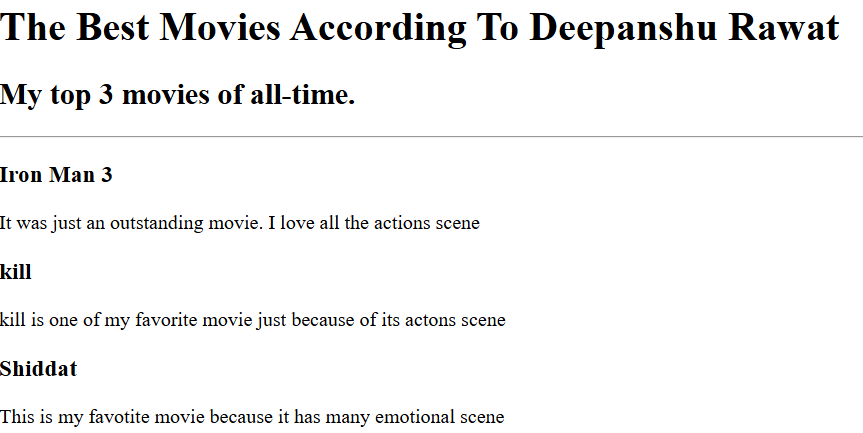 The Best Movies According To Deepanshu Rawat
My top 3 movies of all-time.
Iron Man 3
It was just an outstanding movie. I love all the actions scene
kill
kill is one of my favorite movie just because of its actons scene
Shiddat
This is my favotite movie because it has many emotional scene